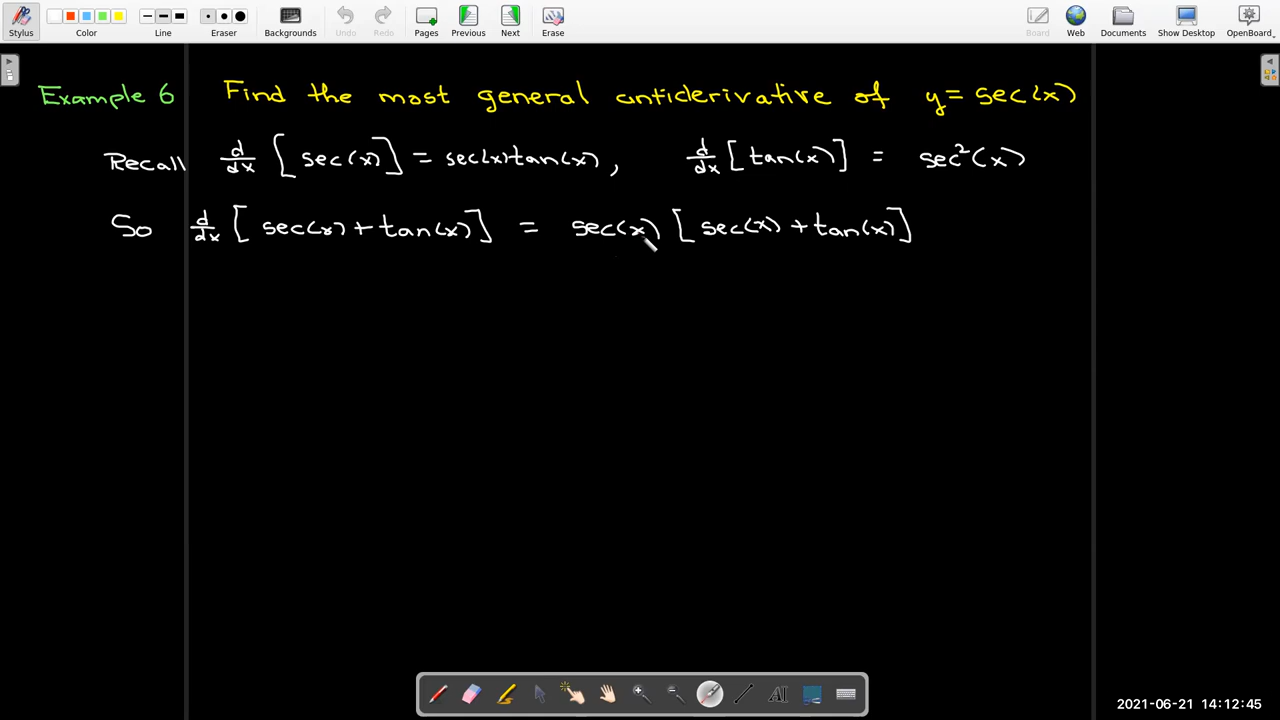 Stylus Color Line Eraser Backgrounds Undo Redo Pages Previous Next Erase Board Web Documents Show Desktop OpenBoard
Example 6 Find the most general antiderivative of y = sec(x)
Recall d/dx [sec(x)] = sec(x)tan(x), d/dx [tan(x)] = sec²(x)
So d/dx [sec(x) + tan(x)] = sec(x) [sec(x) + tan(x)]
AI
2021-06-21 14:12:45